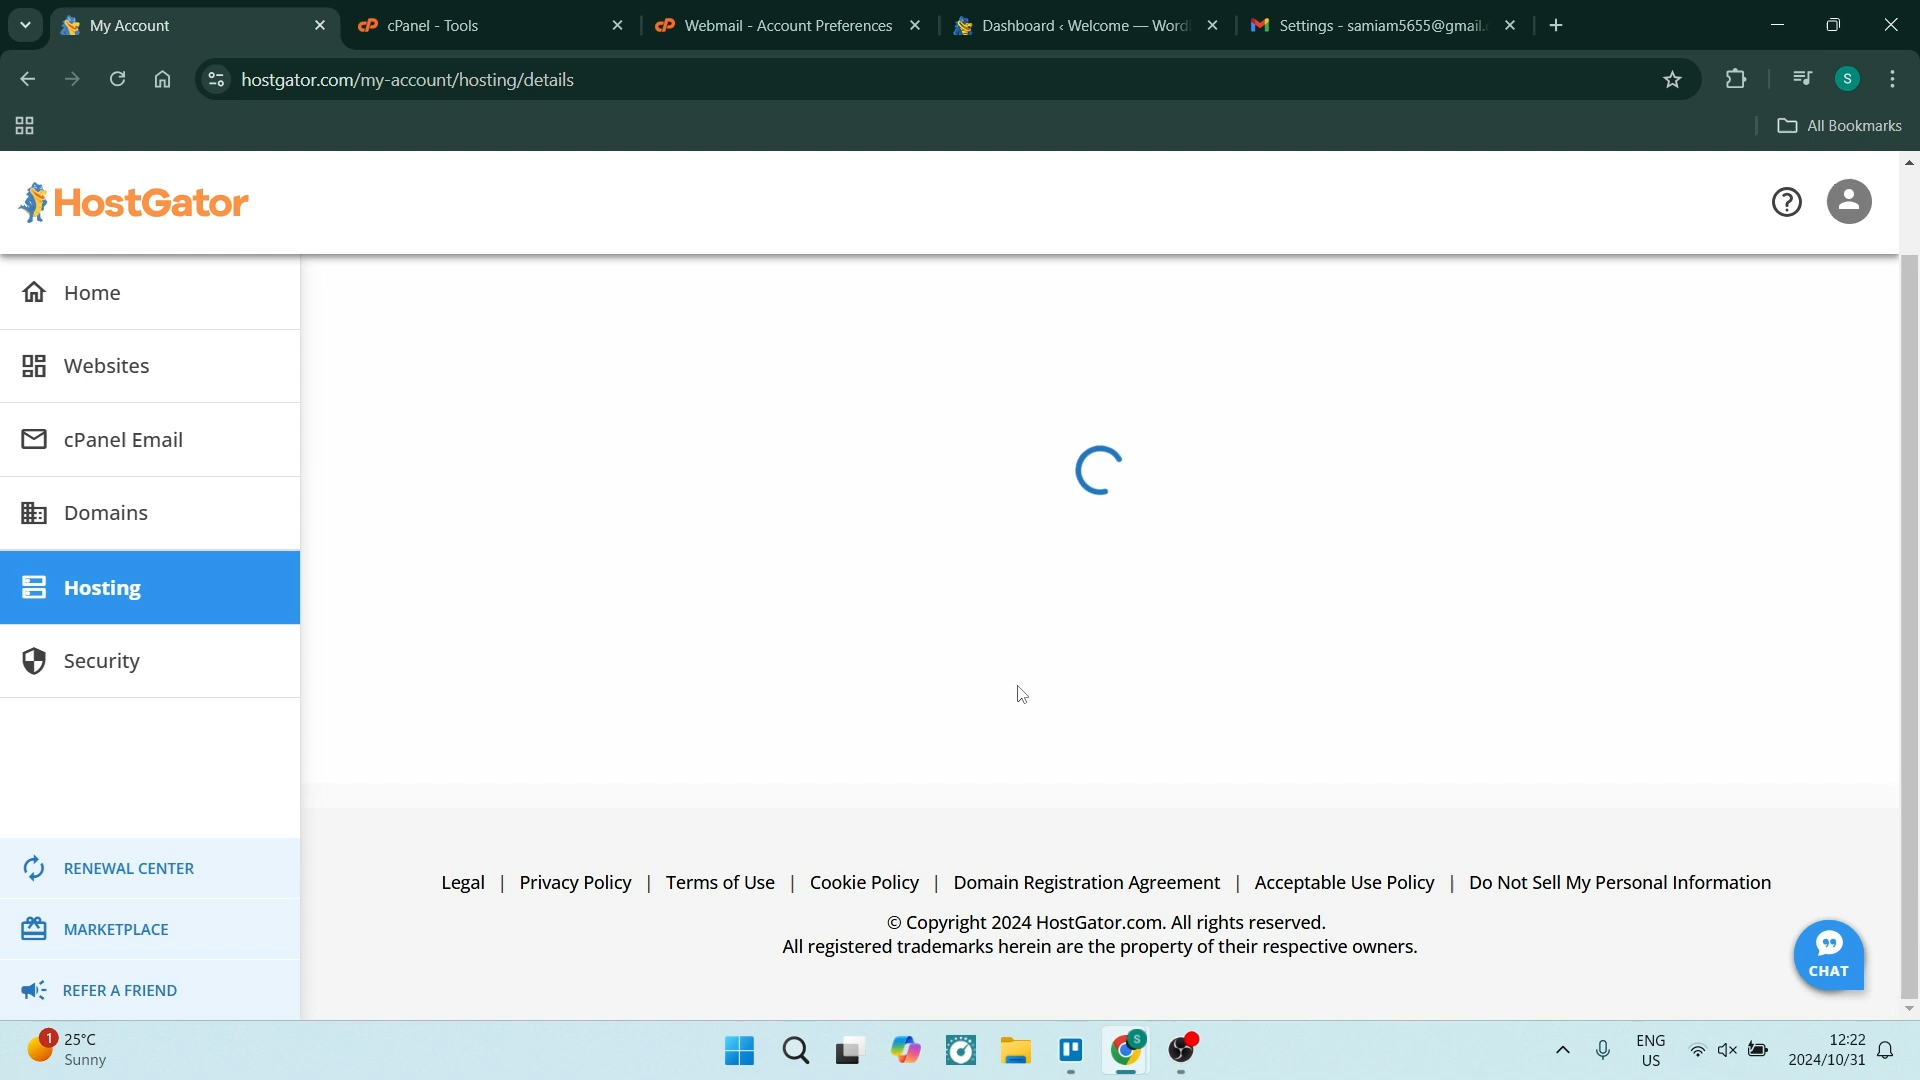 My Account
cPanel - Tools
Webmail - Account Preferences
Dashboard ‹ Welcome — Word
Settings - samiam5655@gmail.
hostgator.com/my-account/hosting/details
S
All Bookmarks
HostGator
Home
Websites
cPanel Email
Domains
Hosting
Security
RENEWAL CENTER
MARKETPLACE
REFER A FRIEND
Legal | Privacy Policy | Terms of Use | Cookie Policy | Domain Registration Agreement | Acceptable Use Policy | Do Not Sell My Personal Information
© Copyright 2024 HostGator.com. All rights reserved.
All registered trademarks herein are the property of their respective owners.
CHAT
1
25°C
Sunny
S
ENG
US
12:22
2024/10/31